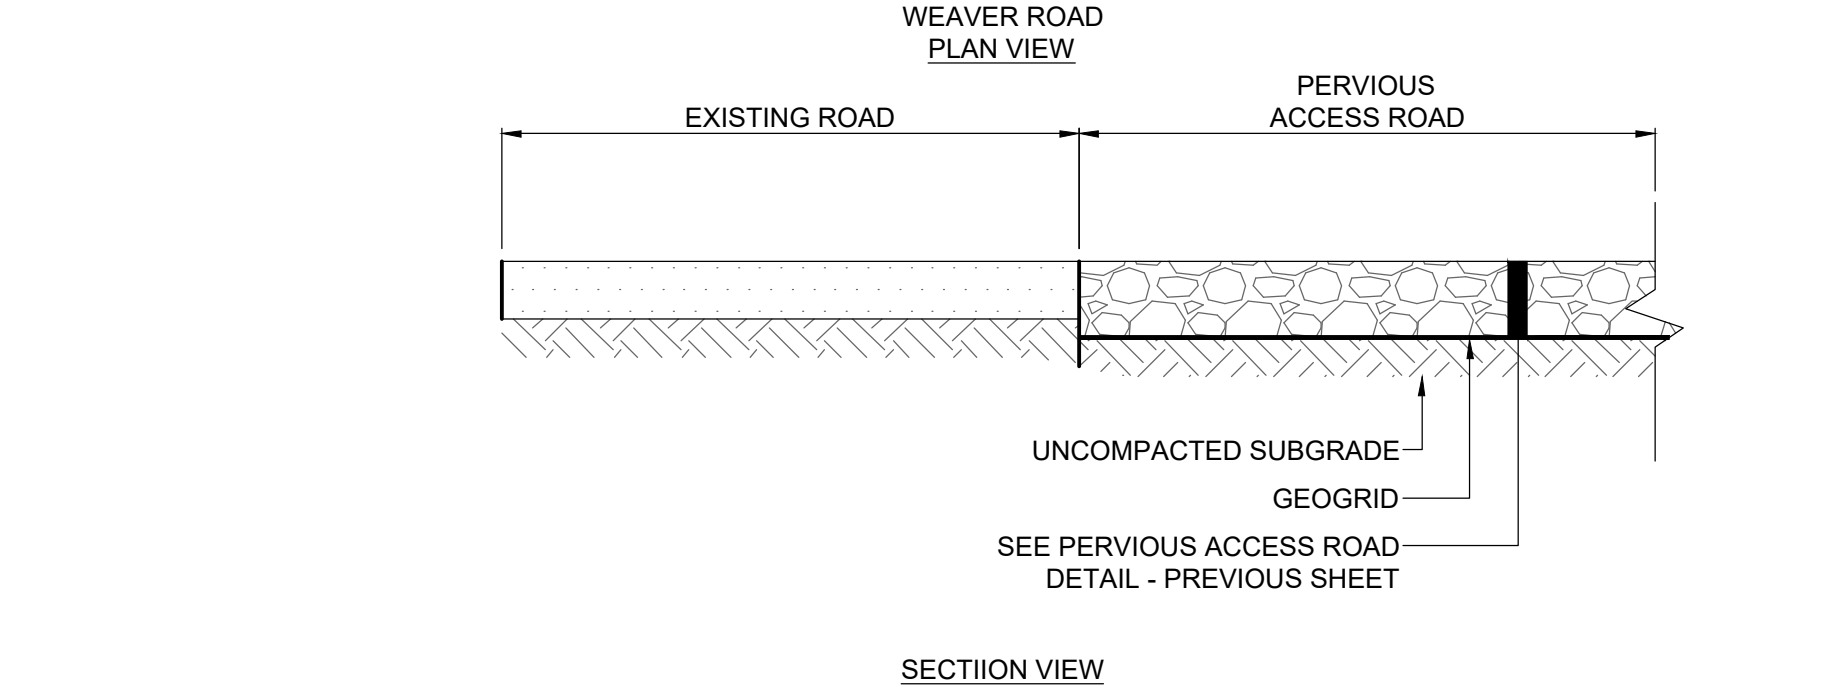 WEAVER ROAD
PLAN VIEW
PERVIOUS
ACCESS ROAD
EXISTING ROAD
UNCOMPACTED SUBGRADE
GEOGRID
SEE PERVIOUS ACCESS ROAD
DETAIL - PREVIOUS SHEET
SECTIION VIEW